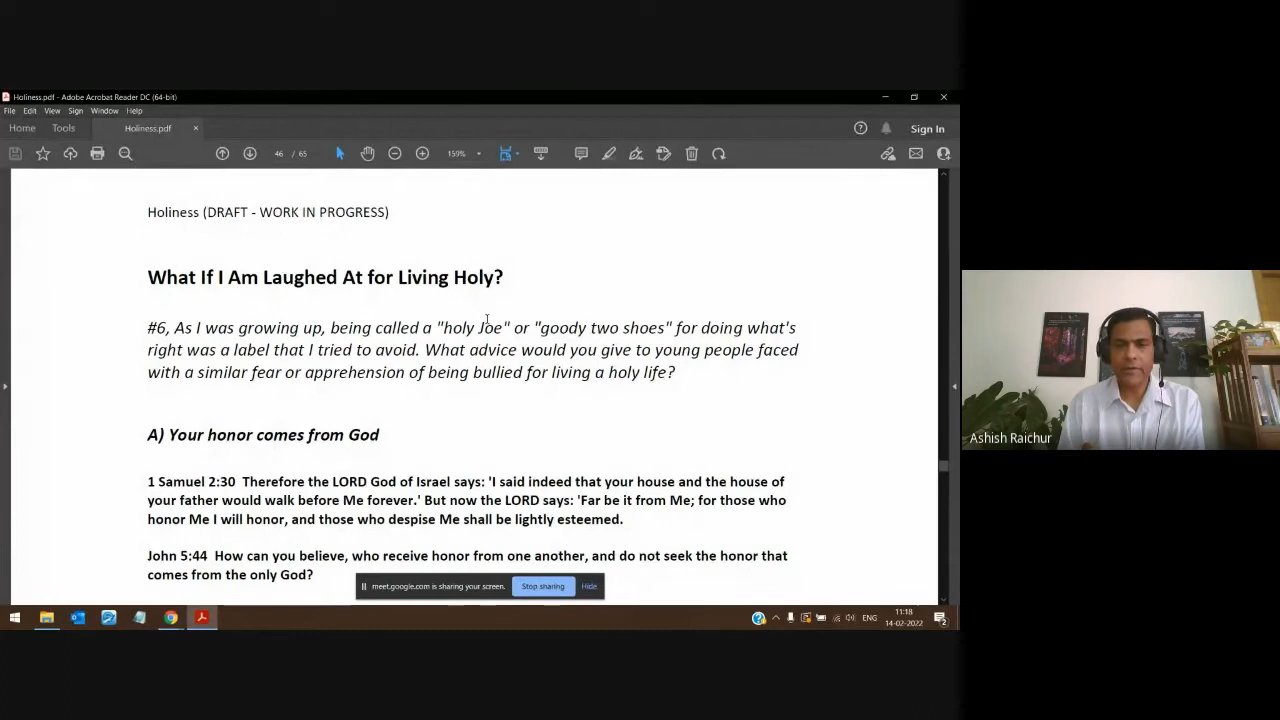 Holiness.pdf - Adobe Acrobat Reader DC (64-bit)
File Edit View Sign Window Help
Home Tools Holiness.pdf × Sign In
46 / 65 159%
Holiness (DRAFT - WORK IN PROGRESS)
What If I Am Laughed At for Living Holy?
#6, As I was growing up, being called a "holy Joe" or "goody two shoes" for doing what's
right was a label that I tried to avoid. What advice would you give to young people faced
with a similar fear or apprehension of being bullied for living a holy life?
A) Your honor comes from God
1 Samuel 2:30 Therefore the LORD God of Israel says: 'I said indeed that your house and the house of
your father would walk before Me forever.' But now the LORD says: 'Far be it from Me; for those who
honor Me I will honor, and those who despise Me shall be lightly esteemed.
John 5:44 How can you believe, who receive honor from one another, and do not seek the honor that
comes from the only God?
meet.google.com is sharing your screen. Stop sharing Hide
ENG 11:18
14-02-2022
2
Ashish Raichur